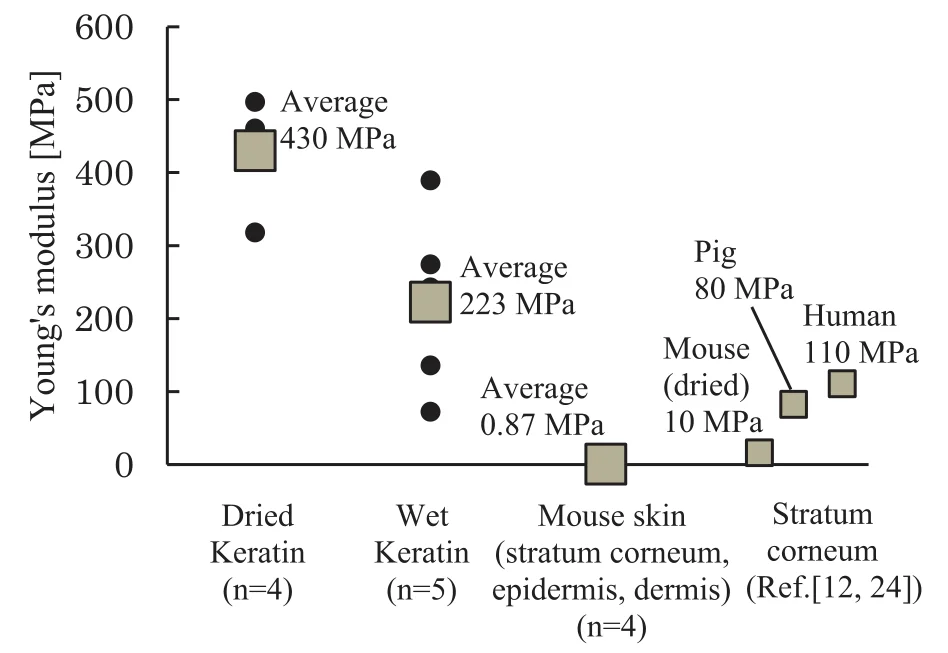 Young's modulus [MPa]
600
500
400
300
200
100
0
Average
430 MPa
Average
223 MPa
Average
0.87 MPa
Mouse
(dried)
10 MPa
Pig
80 MPa
Human
110 MPa
Dried
Keratin
(n=4)
Wet
Keratin
(n=5)
Mouse skin
(stratum corneum,
epidermis, dermis)
(n=4)
Stratum
corneum
(Ref.[12, 24])